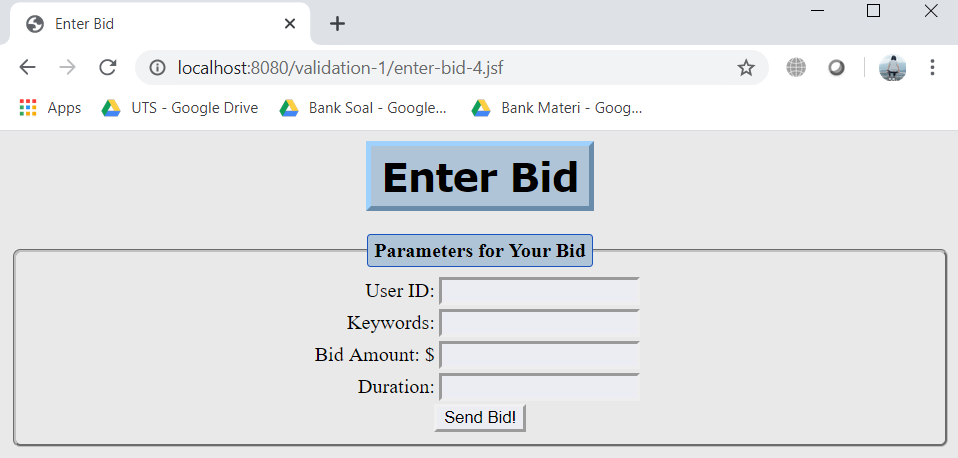 Enter Bid
localhost:8080/validation-1/enter-bid-4.jsf
Apps UTS - Google Drive Bank Soal - Google... Bank Materi - Goog...
Enter Bid
Parameters for Your Bid
User ID:
Keywords:
Bid Amount: $
Duration:
Send Bid!